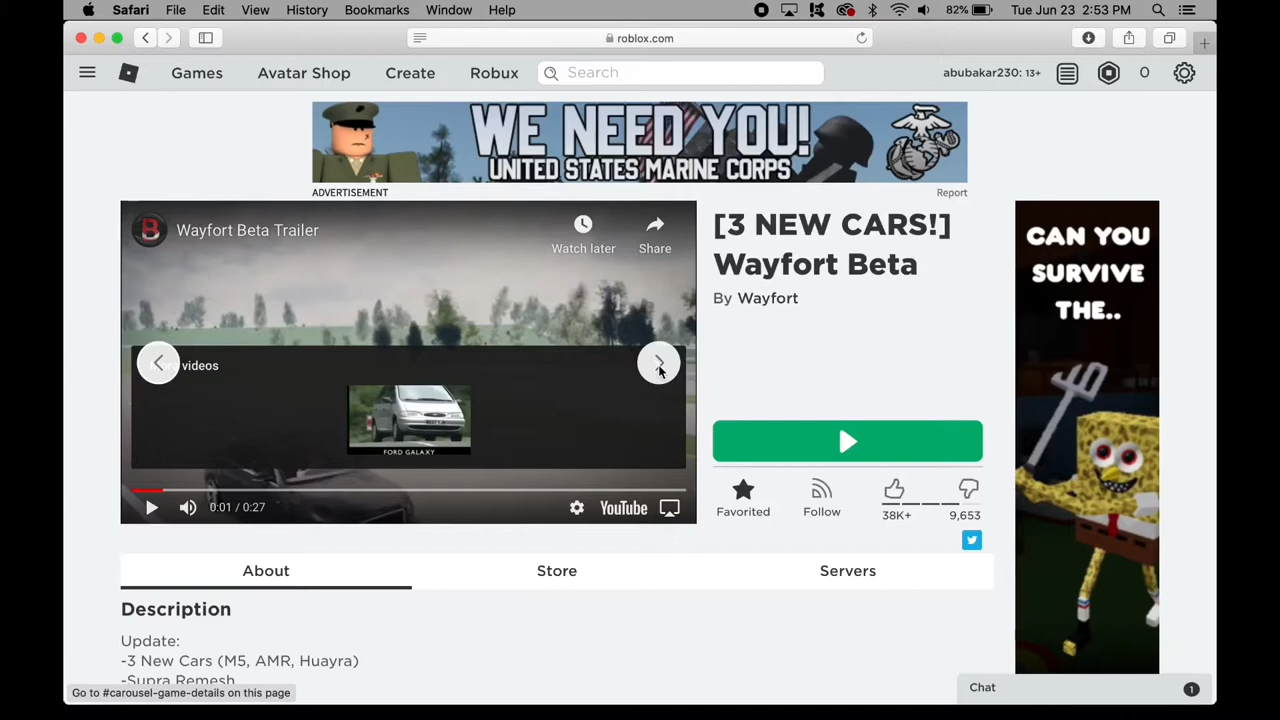 Safari File Edit View History Bookmarks Window Help 82% Tue Jun 23 2:53 PM
roblox.com
Games Avatar Shop Create Robux Search abubakar230: 13+ 0
WE NEED YOU!
UNITED STATES MARINE CORPS
ADVERTISEMENT Report
Wayfort Beta Trailer
Watch later Share
videos
FORD GALAXY
0:01 / 0:27 YouTube
[3 NEW CARS!]
Wayfort Beta
By Wayfort
Favorited Follow 38K+ 9,653
CAN YOU
SURVIVE
THE..
About Store Servers
Description
Update:
-3 New Cars (M5, AMR, Huayra)
-Supra Remesh
Go to #carousel-game-details on this page
Chat 1